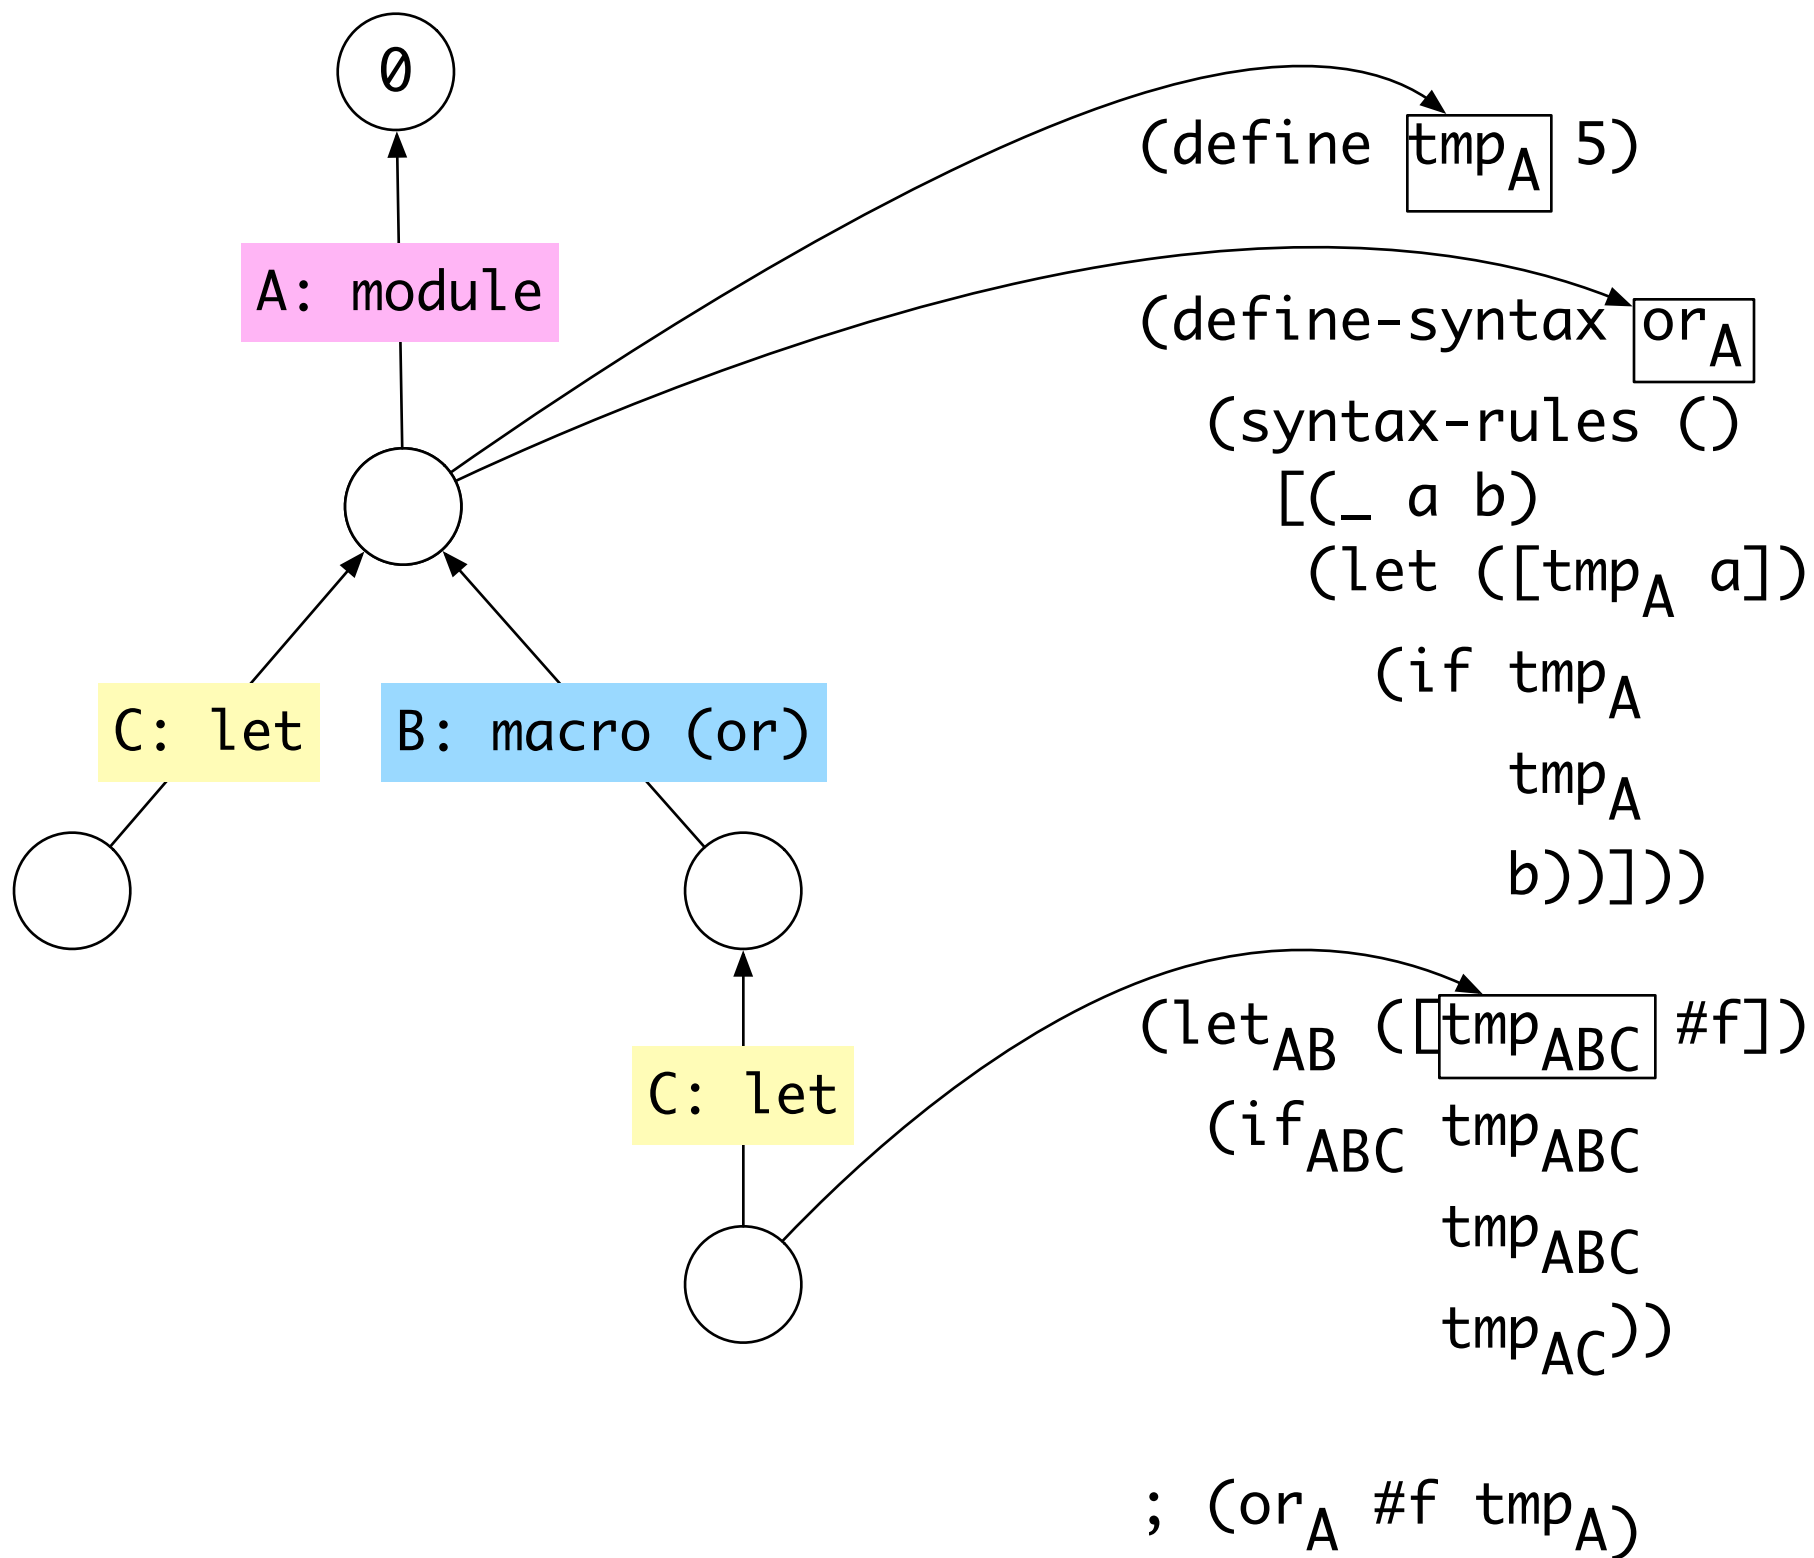 0
A: module
C: let
B: macro (or)
C: let
(define tmpA 5)
(define-syntax orA
(syntax-rules ()
[(_ a b)
(let ([tmpA a])
(if tmpA
tmpA
b))]))
(letAB ([tmpABC #f])
(ifABC tmpABC
tmpABC
tmpAC))
; (orA #f tmpA)